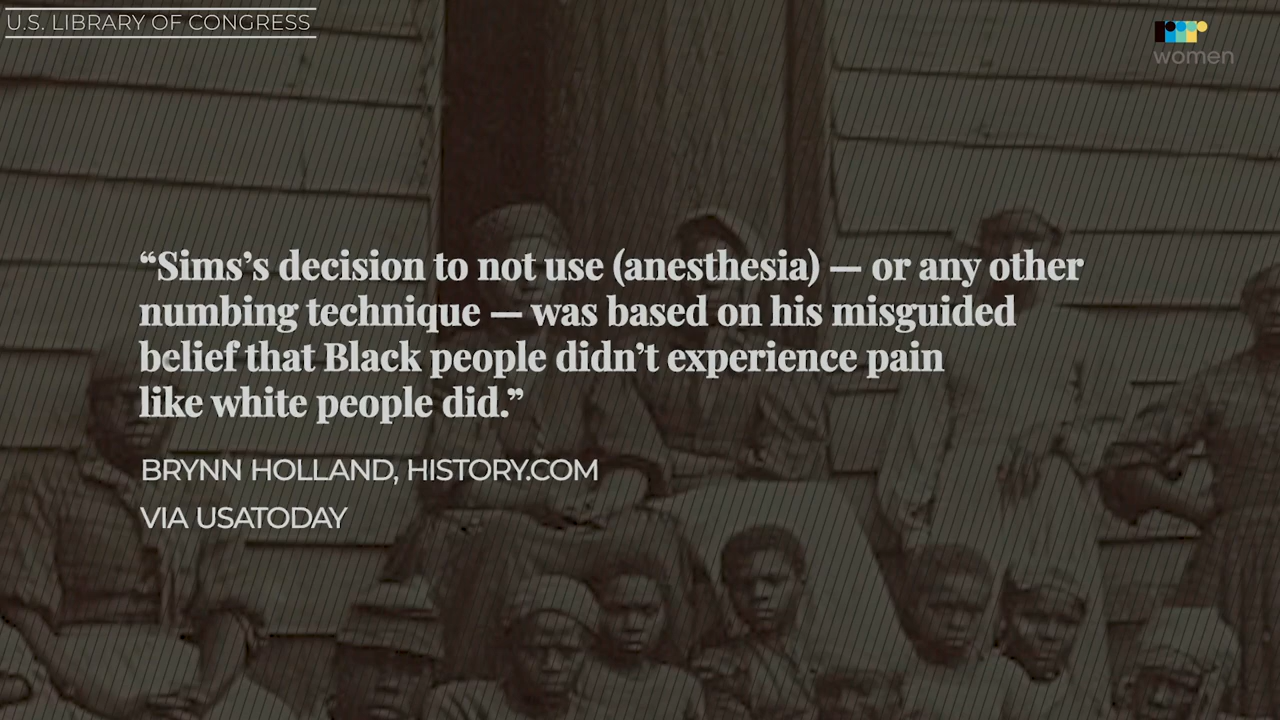 U.S. LIBRARY OF CONGRESS
women
“Sims’s decision to not use (anesthesia) — or any other
numbing technique — was based on his misguided
belief that Black people didn’t experience pain
like white people did.”
BRYNN HOLLAND, HISTORY.COM
VIA USATODAY